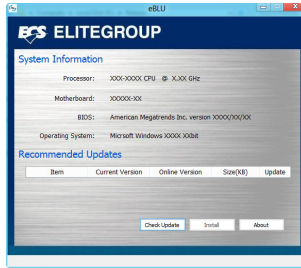 eBLU
ECS ELITEGROUP
System Information
Processor: XXX-XXXX CPU @ X.XX GHz
Motherboard: XXXXX-XX
BIOS: American Megatrends Inc. version XXXX/XX/XX
Operating System: Micrsoft Windows XXXX XXbit
Recommended Updates
Item Current Version Online Version Size(KB) Update
Check Update Install About